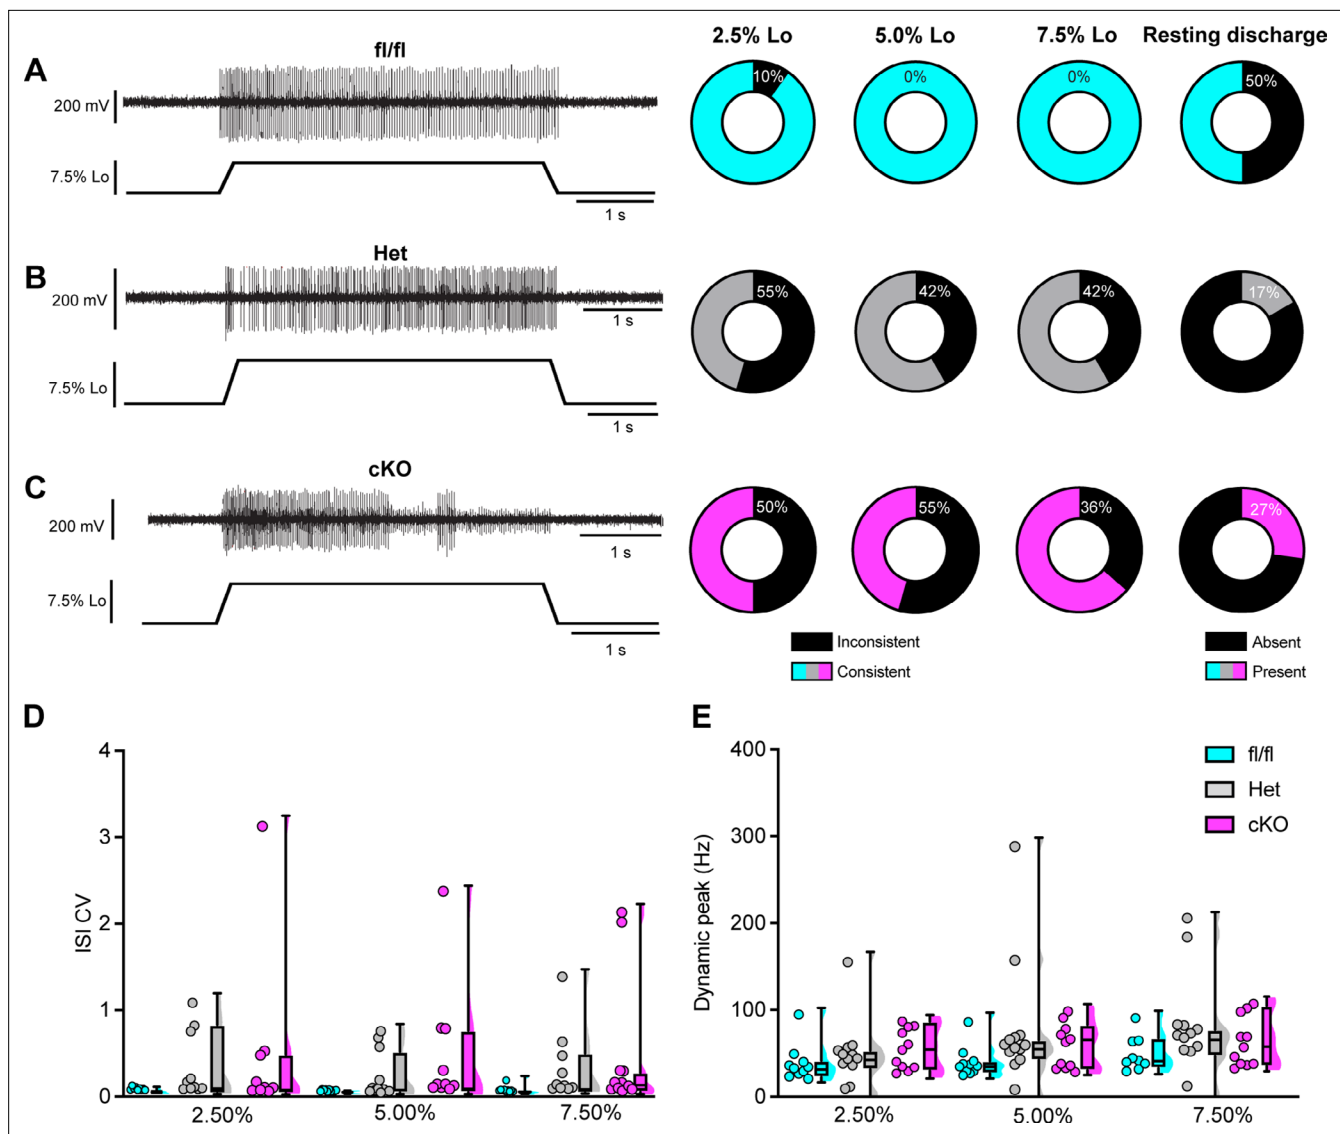 2.5% Lo 5.0% Lo 7.5% Lo Resting discharge
A fl/fl
10% 0% 0% 50%
200 mV
7.5% Lo
1 s
B Het
55% 42% 42% 17%
200 mV
1 s
7.5% Lo
1 s
C cKO
50% 55% 36% 27%
200 mV
1 s
7.5% Lo
1 s
Inconsistent Absent
Consistent Present
D
ISI CV
4
3
2
1
0
2.50% 5.00% 7.50%
E
Dynamic peak (Hz)
400
300
200
100
0
2.50% 5.00% 7.50%
fl/fl
Het
cKO